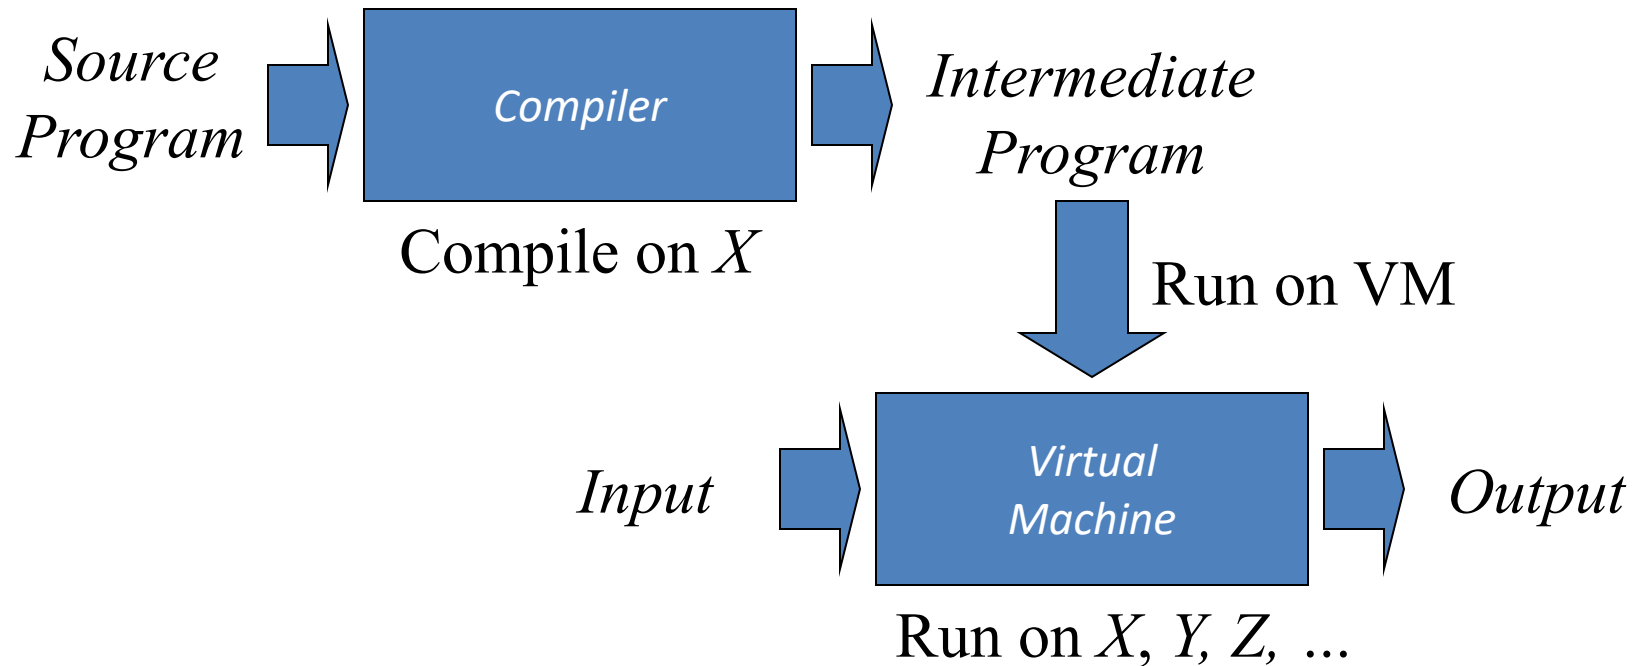 Source
Program
Compiler
Intermediate
Program
Compile on X
Run on VM
Input
Virtual
Machine
Output
Run on X, Y, Z, ...